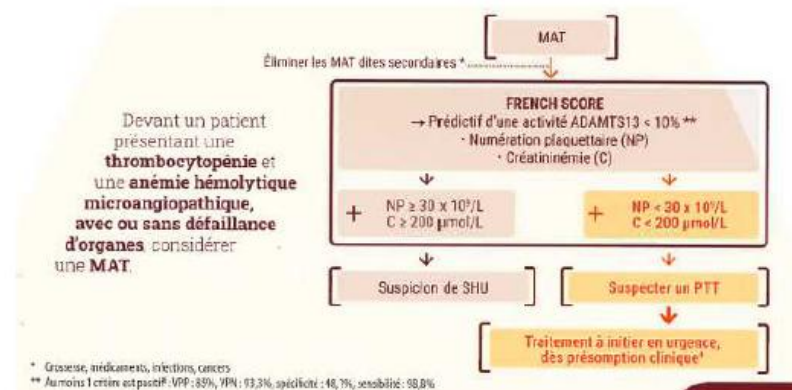 MAT
Éliminer les MAT dites secondaires *
Devant un patient
présentant une
thrombocytopénie et
une anémie hémolytique
microangiopathique,
avec ou sans défaillance
d'organes, considérer
une MAT.
FRENCH SCORE
→ Prédictif d'une activité ADAMTS13 < 10% **
· Numération plaquettaire (NP)
· Créatininémie (C)
+ NP ≥ 30 x 10⁹/L
C ≥ 200 µmol/L
+ NP < 30 x 10⁹/L
C < 200 µmol/L
Suspicion de SHU
Suspecter un PTT
Traitement à initier en urgence,
dès présomption clinique
* Grossesse, médicaments, infections, cancers
** Au moins 1 critère est positif : VPP : 85%, VPN : 93,3%, spécificité : 48,1%, sensibilité : 98,8%